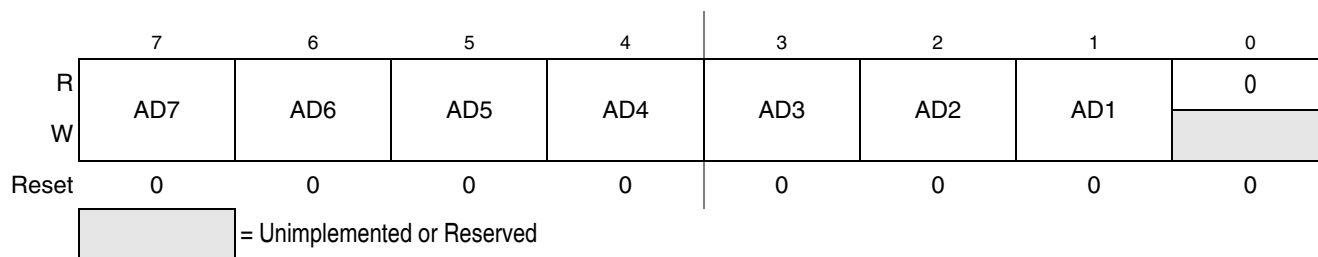 7 6 5 4 3 2 1 0
R 0
AD7 AD6 AD5 AD4 AD3 AD2 AD1
W
Reset 0 0 0 0 0 0 0 0
= Unimplemented or Reserved